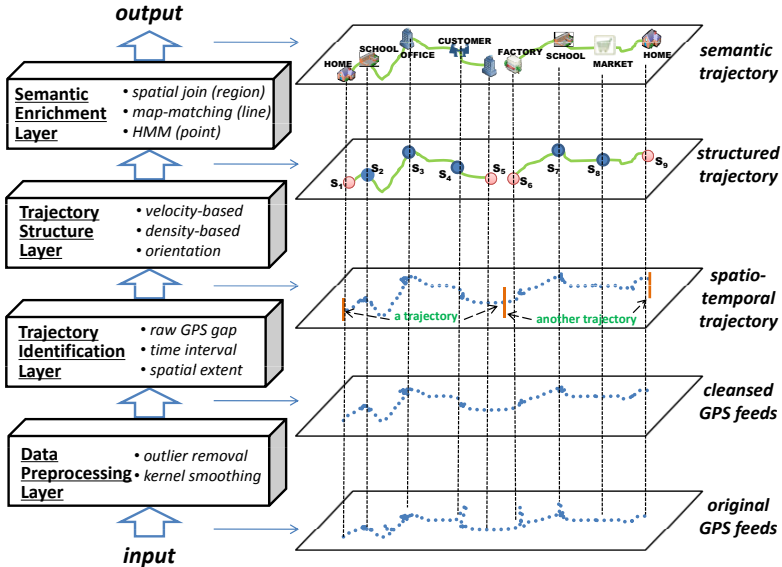 output
Semantic
Enrichment
Layer
• spatial join (region)
• map-matching (line)
• HMM (point)
HOME
SCHOOL
OFFICE
CUSTOMER
FACTORY
SCHOOL
MARKET
HOME
semantic
trajectory
Trajectory
Structure
Layer
• velocity-based
• density-based
• orientation
S1
S2
S3
S4
S5
S6
S7
S8
S9
structured
trajectory
Trajectory
Identification
Layer
• raw GPS gap
• time interval
• spatial extent
a trajectory
another trajectory
spatio-
temporal
trajectory
cleansed
GPS feeds
Data
Preprocessing
Layer
• outlier removal
• kernel smoothing
original
GPS feeds
input